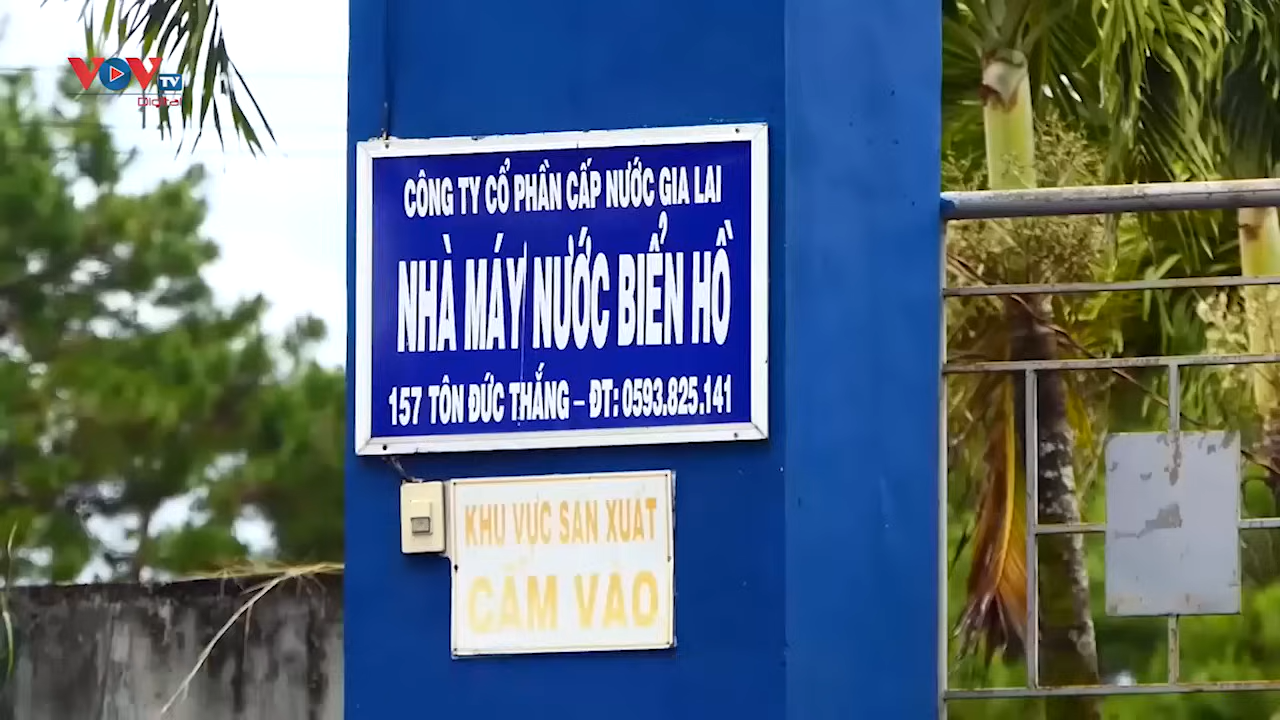 VOV TV
Digital
CÔNG TY CỔ PHẦN CẤP NƯỚC GIA LAI
NHÀ MÁY NƯỚC BIỂN HỒ
157 TÔN ĐỨC THẮNG – ĐT: 0593.825.141
KHU VỰC SẢN XUẤT
CẤM VÀO